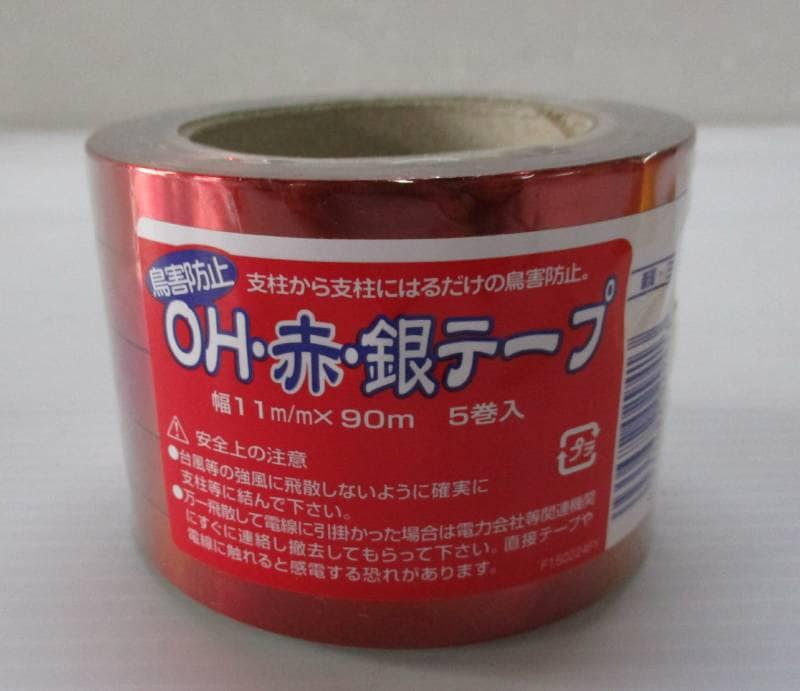 鳥害防止
支柱から支柱にはるだけの鳥害防止。
OH・赤・銀テープ
幅11m/m×90m 5巻入
安全上の注意
●台風等の強風に飛散しないように確実に
支柱等に結んで下さい。
●万一飛散して電線に引掛かった場合は電力会社等関連機関
にすぐに連絡し撤去してもらって下さい。直接テープや
電線に触れると感電する恐れがあります。
プラ